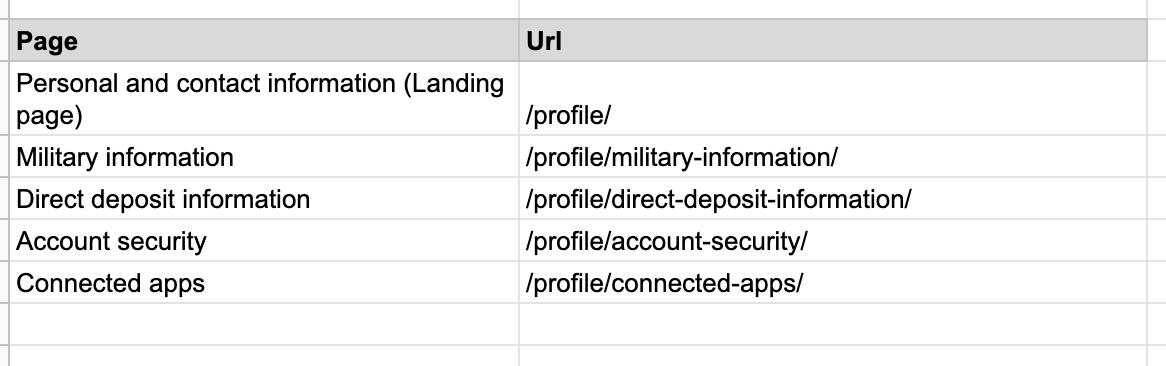 Page Url
Personal and contact information (Landing
page) /profile/
Military information /profile/military-information/
Direct deposit information /profile/direct-deposit-information/
Account security /profile/account-security/
Connected apps /profile/connected-apps/